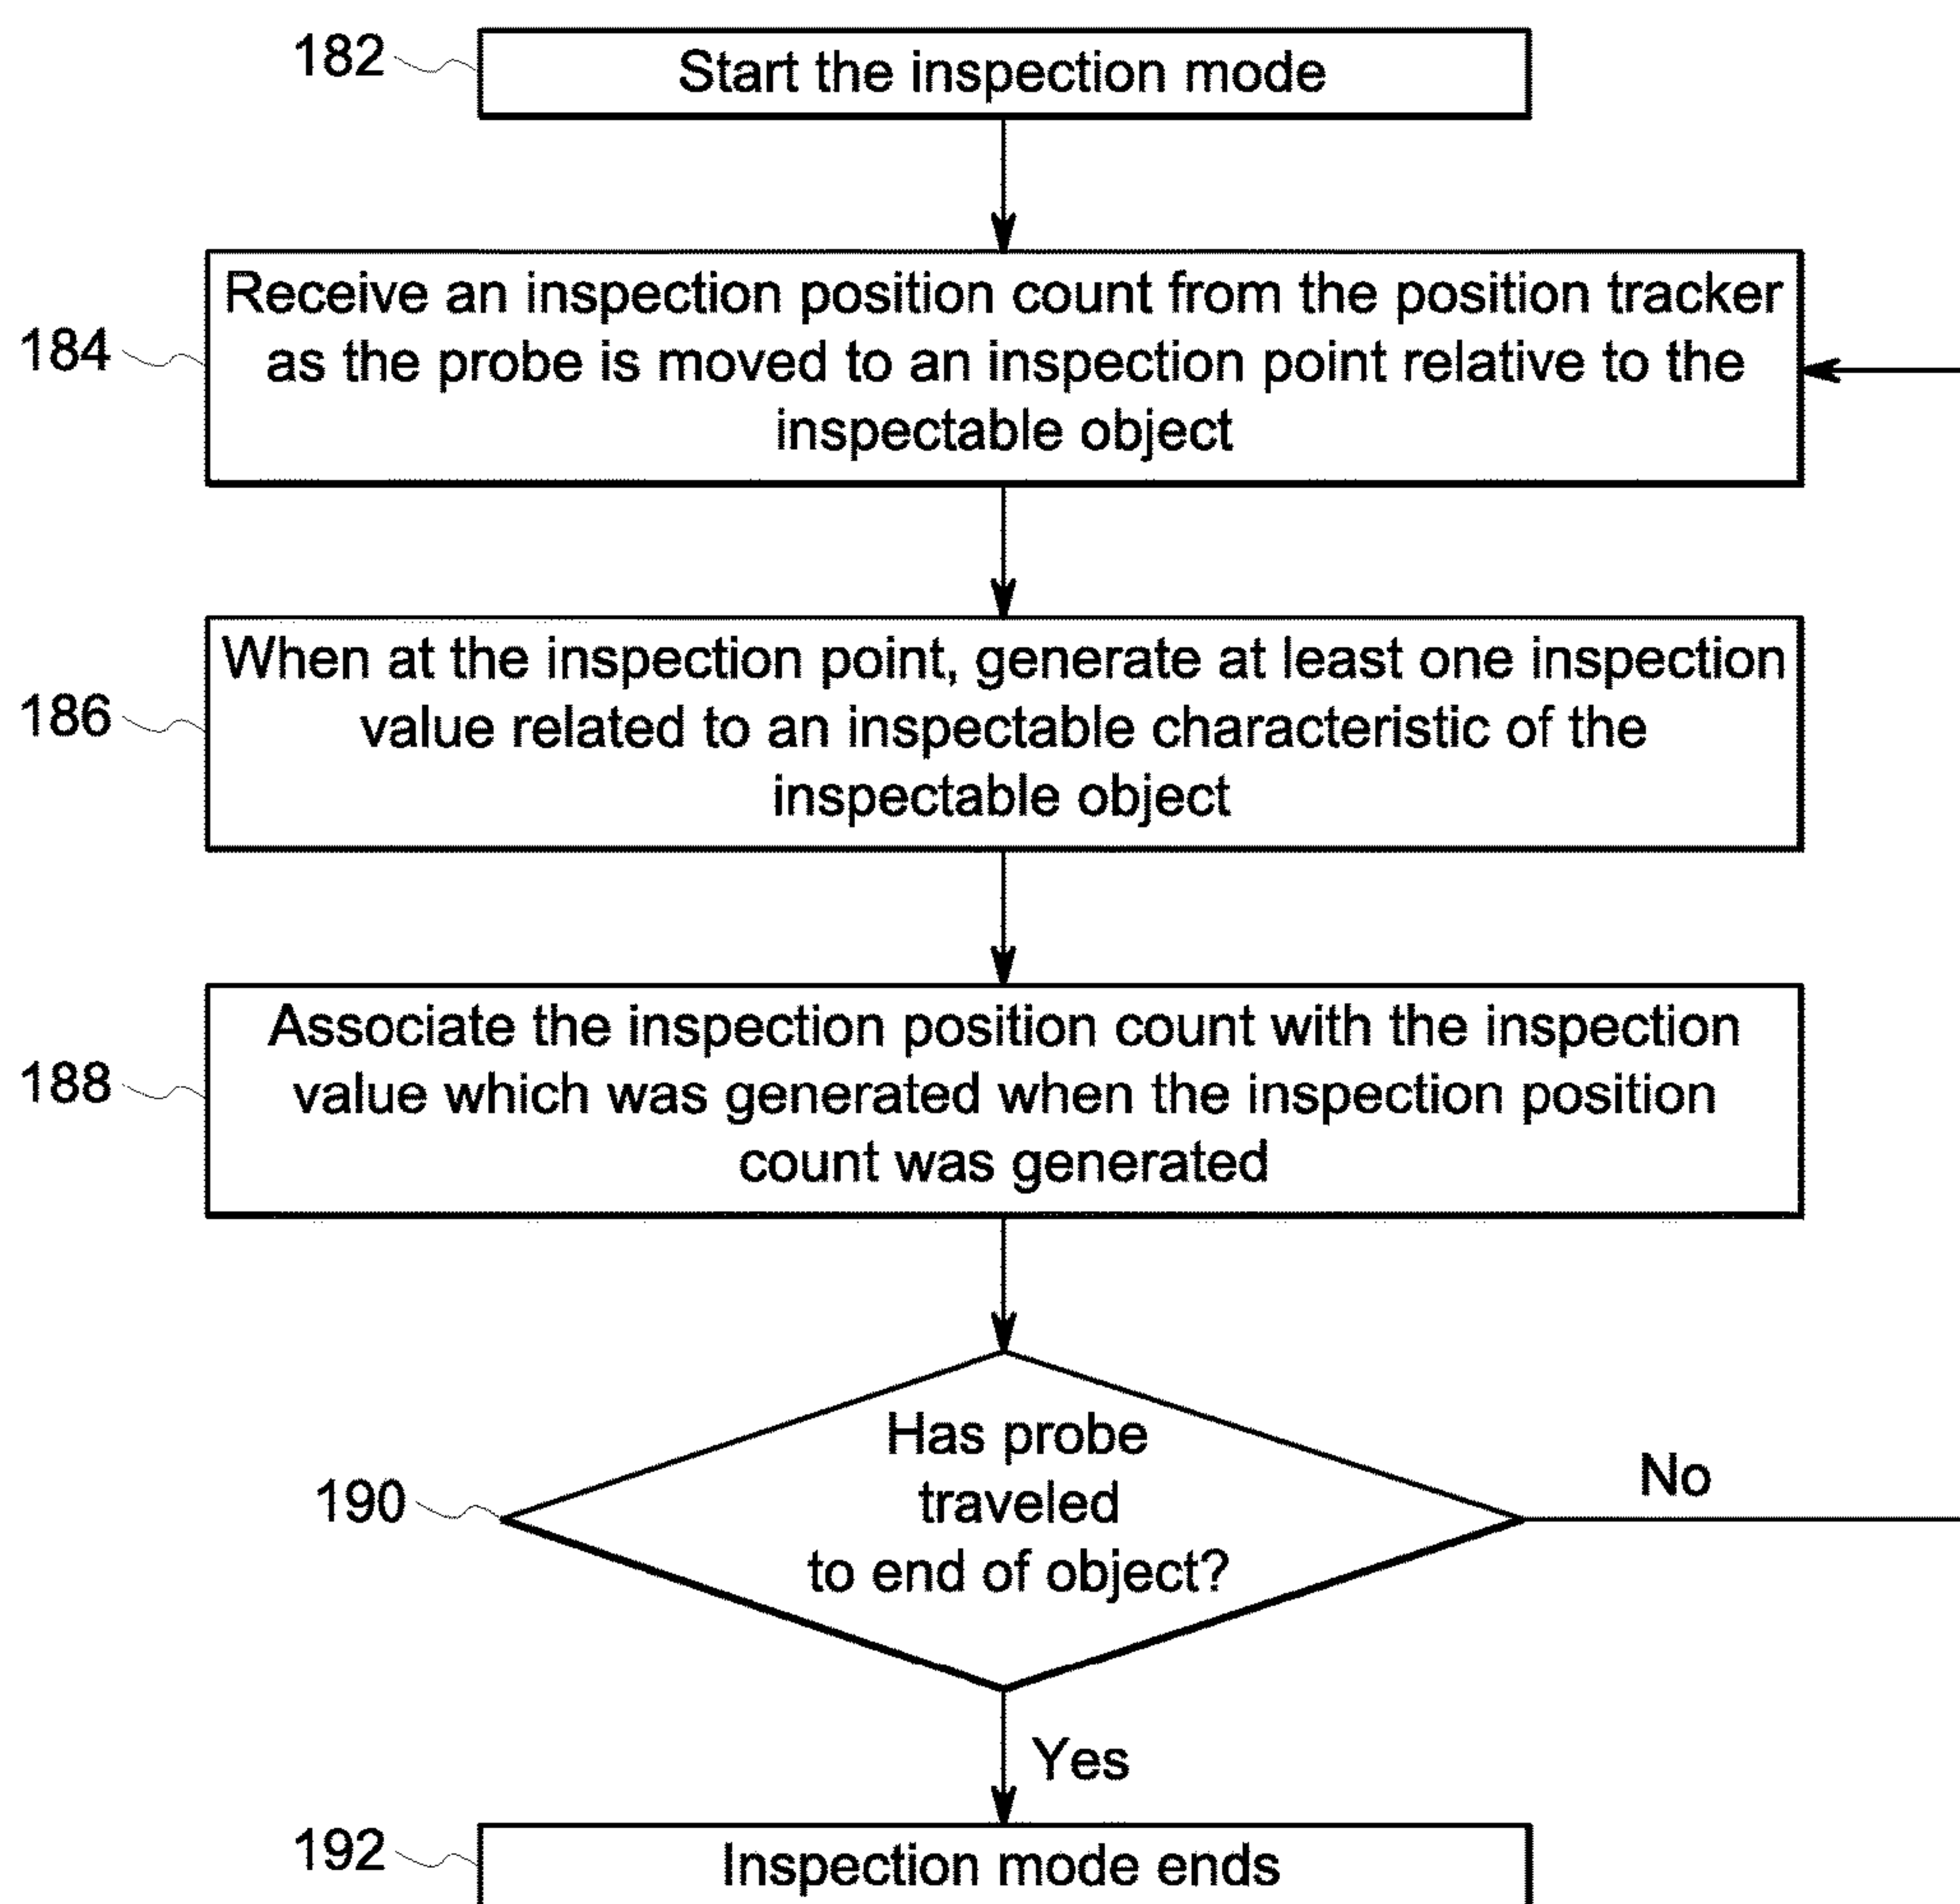 182
Start the inspection mode
184
Receive an inspection position count from the position tracker
as the probe is moved to an inspection point relative to the
inspectable object
186
When at the inspection point, generate at least one inspection
value related to an inspectable characteristic of the
inspectable object
188
Associate the inspection position count with the inspection
value which was generated when the inspection position
count was generated
190
Has probe
traveled
to end of object?
No
Yes
192
Inspection mode ends